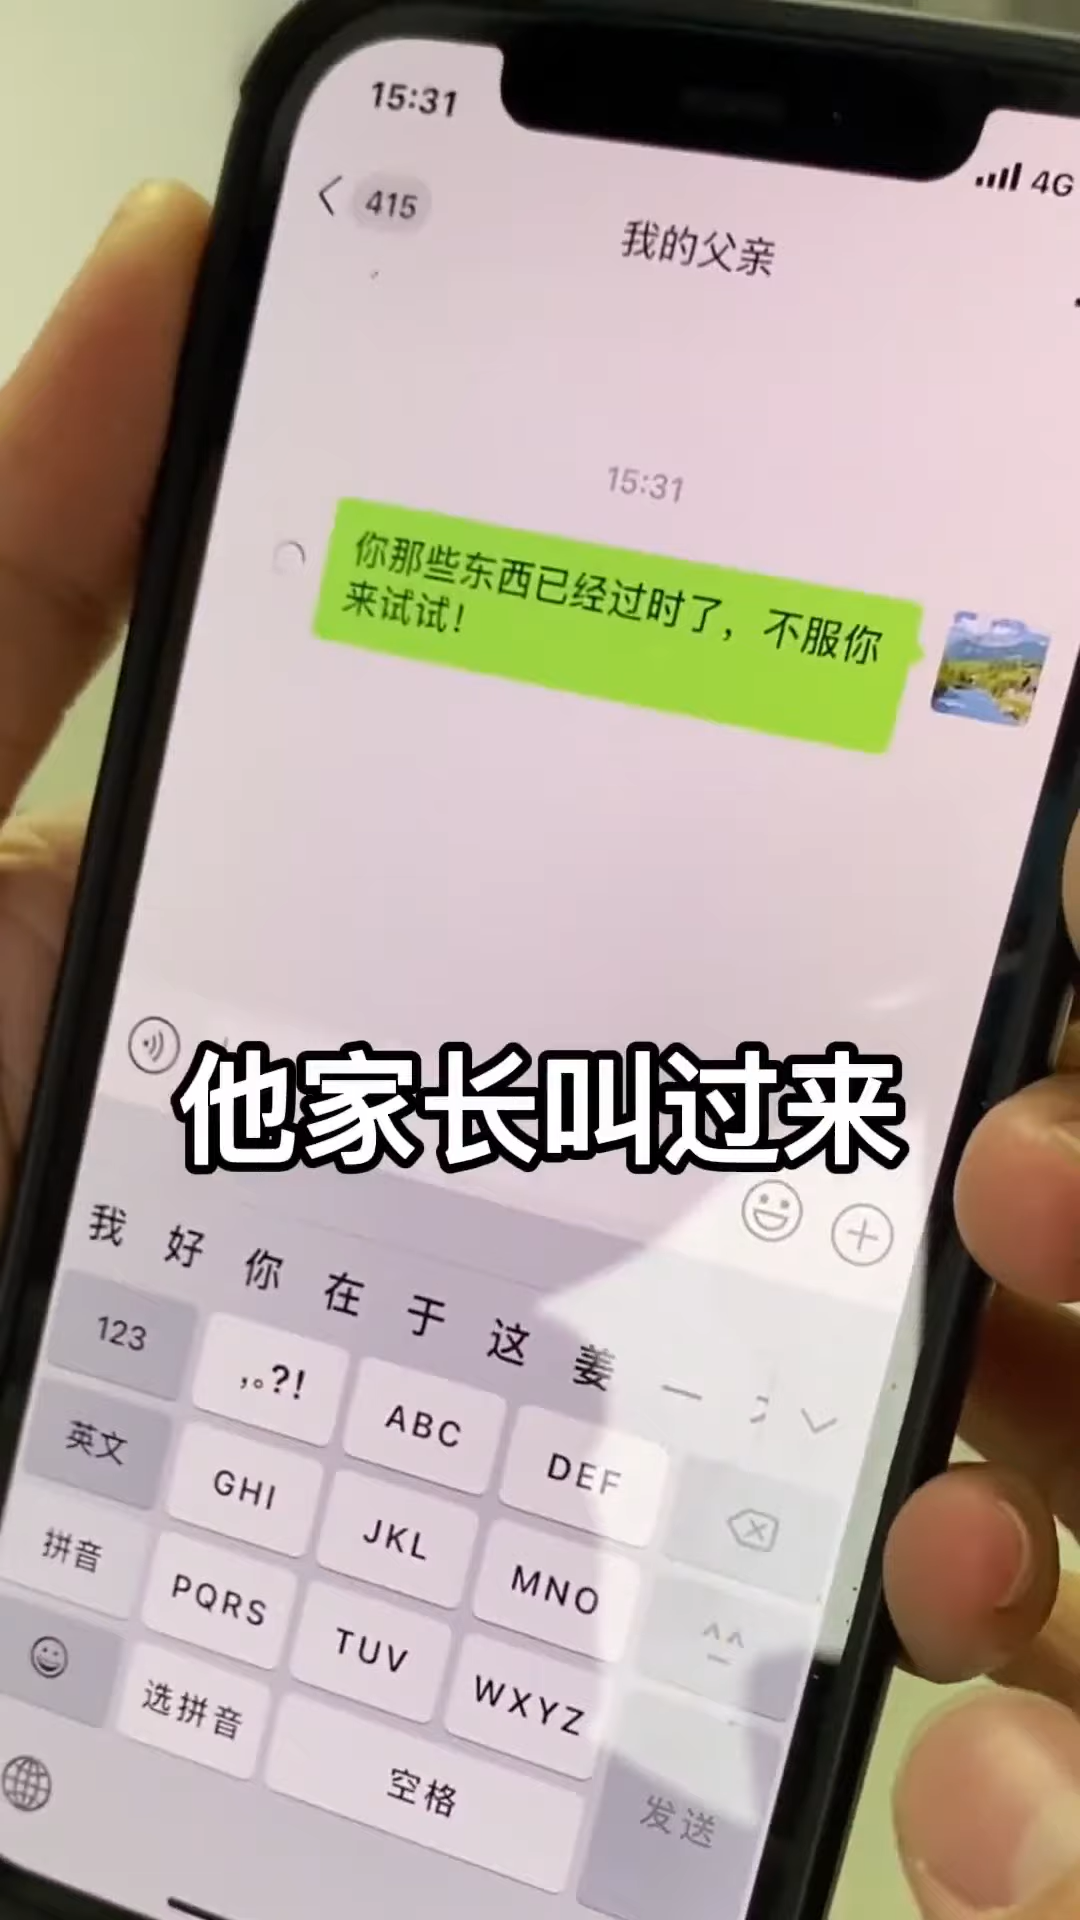 15:31
4G
415
我的父亲
15:31
你那些东西已经过时了，不服你
来试试！
他家长叫过来
我 好 你 在 于 这 姜 一
123
,。?!
ABC
DEF
英文
GHI
JKL
MNO
拼音
PQRS
TUV
WXYZ
选拼音
空格
发送